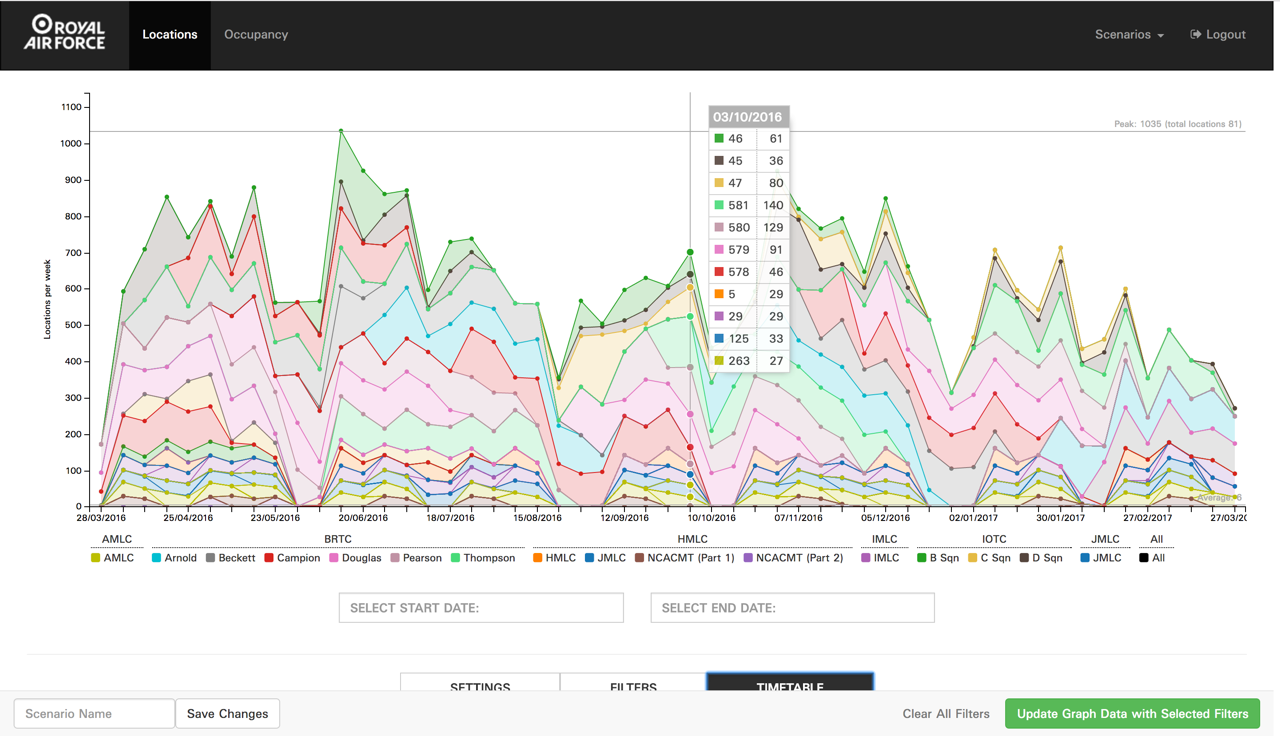 ROYAL AIR FORCE
Locations
Occupancy
Scenarios
Logout
Locations per week
1100
1000
900
800
700
600
500
400
300
200
100
0
Peak: 1035 (total locations 81)
03/10/2016
46 61
45 36
47 80
581 140
580 129
579 91
578 46
5 29
29 29
125 33
263 27
28/03/2016 25/04/2016 23/05/2016 20/06/2016 18/07/2016 15/08/2016 12/09/2016 10/10/2016 07/11/2016 05/12/2016 02/01/2017 30/01/2017 27/02/2017 27/03/20
AMLC BRTC HMLC IMLC IOTC JMLC All
AMLC Arnold Beckett Campion Douglas Pearson Thompson HMLC JMLC NCACMT (Part 1) NCACMT (Part 2) IMLC B Sqn C Sqn D Sqn JMLC All
SELECT START DATE:
SELECT END DATE:
SETTINGS FILTERS TIMETABLE
Scenario Name
Save Changes
Clear All Filters
Update Graph Data with Selected Filters